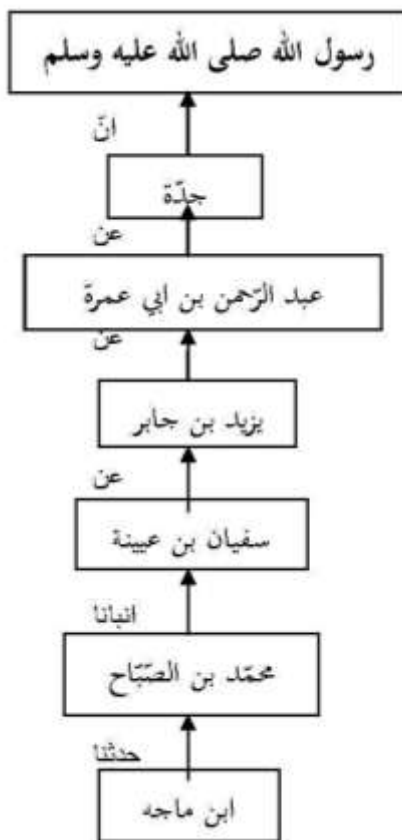 رسول الله صلى الله عليه وسلم
انّ
جدّة
عن
عبد الرّحمن بن ابي عمرة
عن
يزيد بن جابر
عن
سفيان بن عيينة
انبانا
محمّد بن الصّبّاح
حدثنا
ابن ماجه